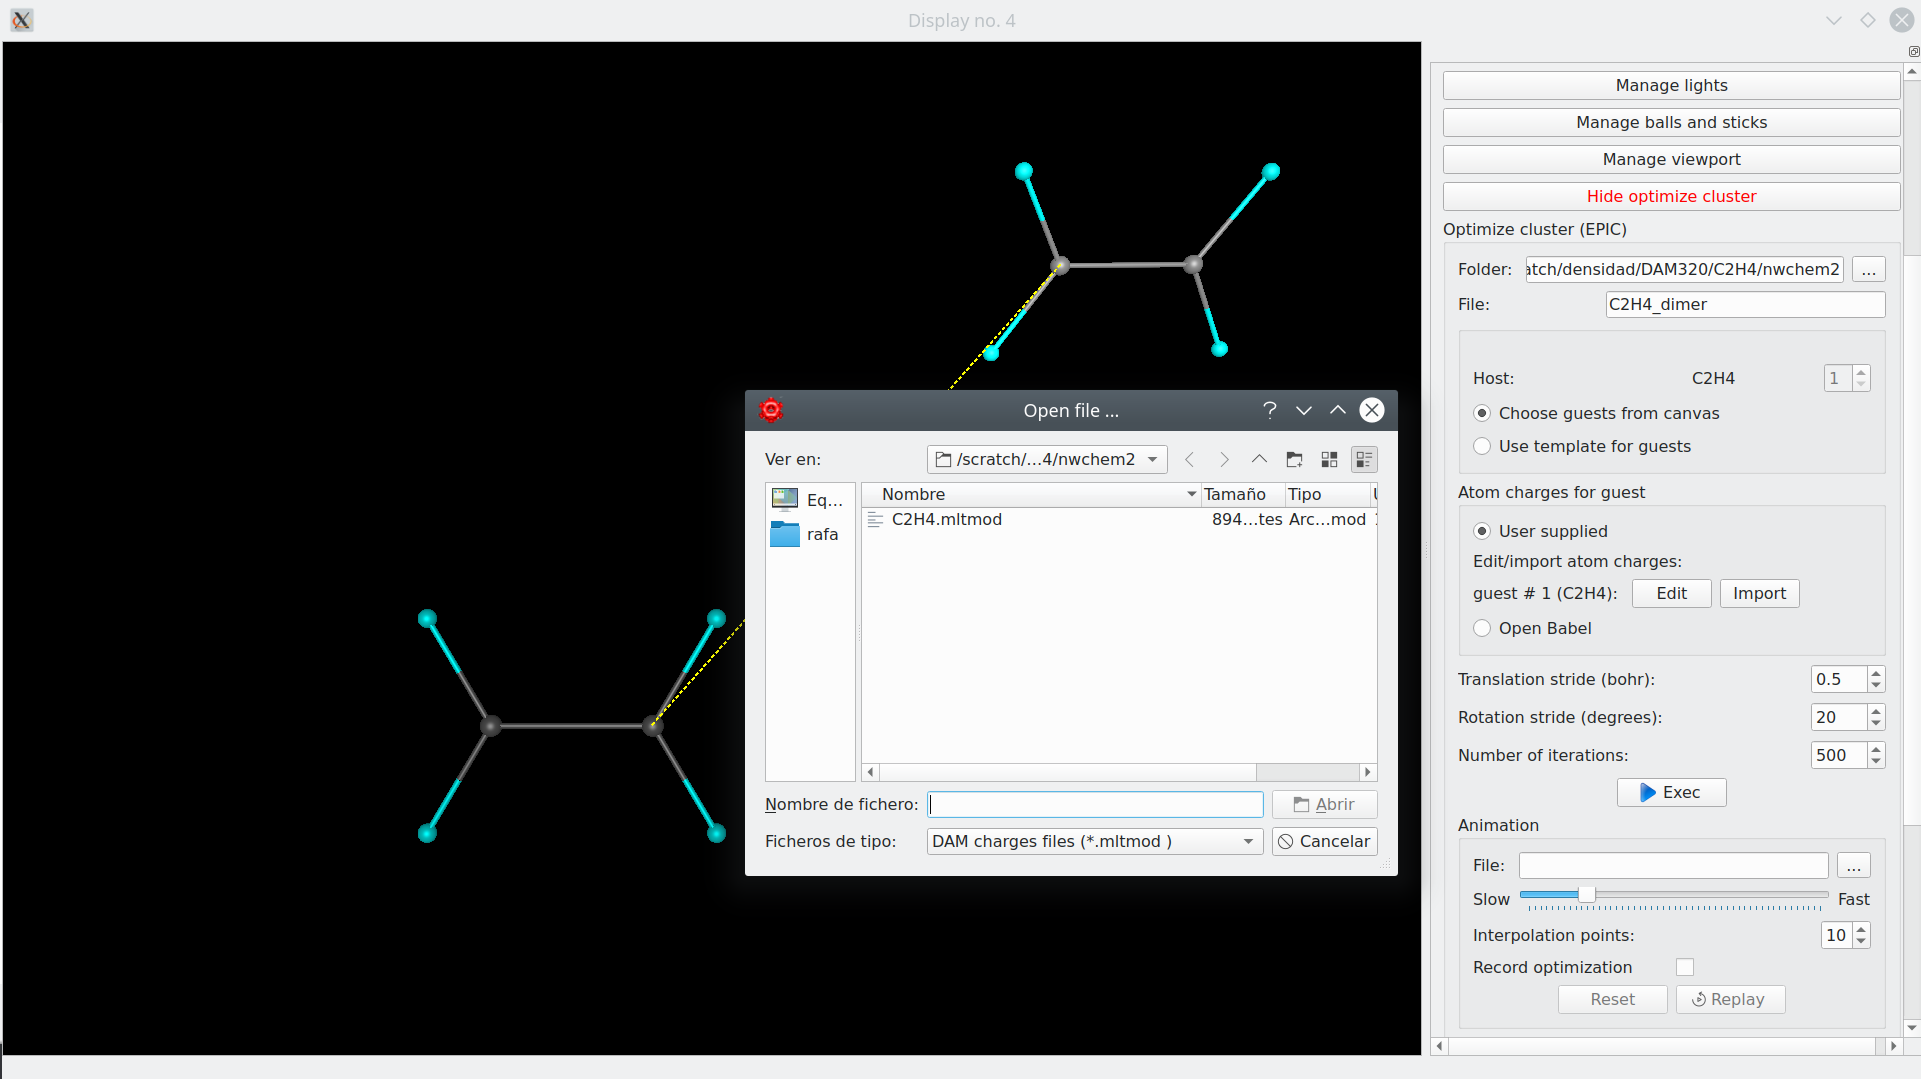 Display no. 4
Manage lights
Manage balls and sticks
Manage viewport
Hide optimize cluster
Optimize cluster (EPIC)
Folder: atch/densidad/DAM320/C2H4/nwchem2 ...
File: C2H4_dimer
Host: C2H4 1
Choose guests from canvas
Use template for guests
Atom charges for guest
User supplied
Edit/import atom charges:
guest # 1 (C2H4): Edit Import
Open Babel
Translation stride (bohr): 0.5
Rotation stride (degrees): 20
Number of iterations: 500
Exec
Animation
File: ...
Slow Fast
Interpolation points: 10
Record optimization
Reset Replay
Open file ...
Ver en: /scratch/...4/nwchem2
Eq...
rafa
Nombre Tamaño Tipo
C2H4.mltmod 894...tes Arc...mod
Nombre de fichero: Abrir
Ficheros de tipo: DAM charges files (*.mltmod ) Cancelar